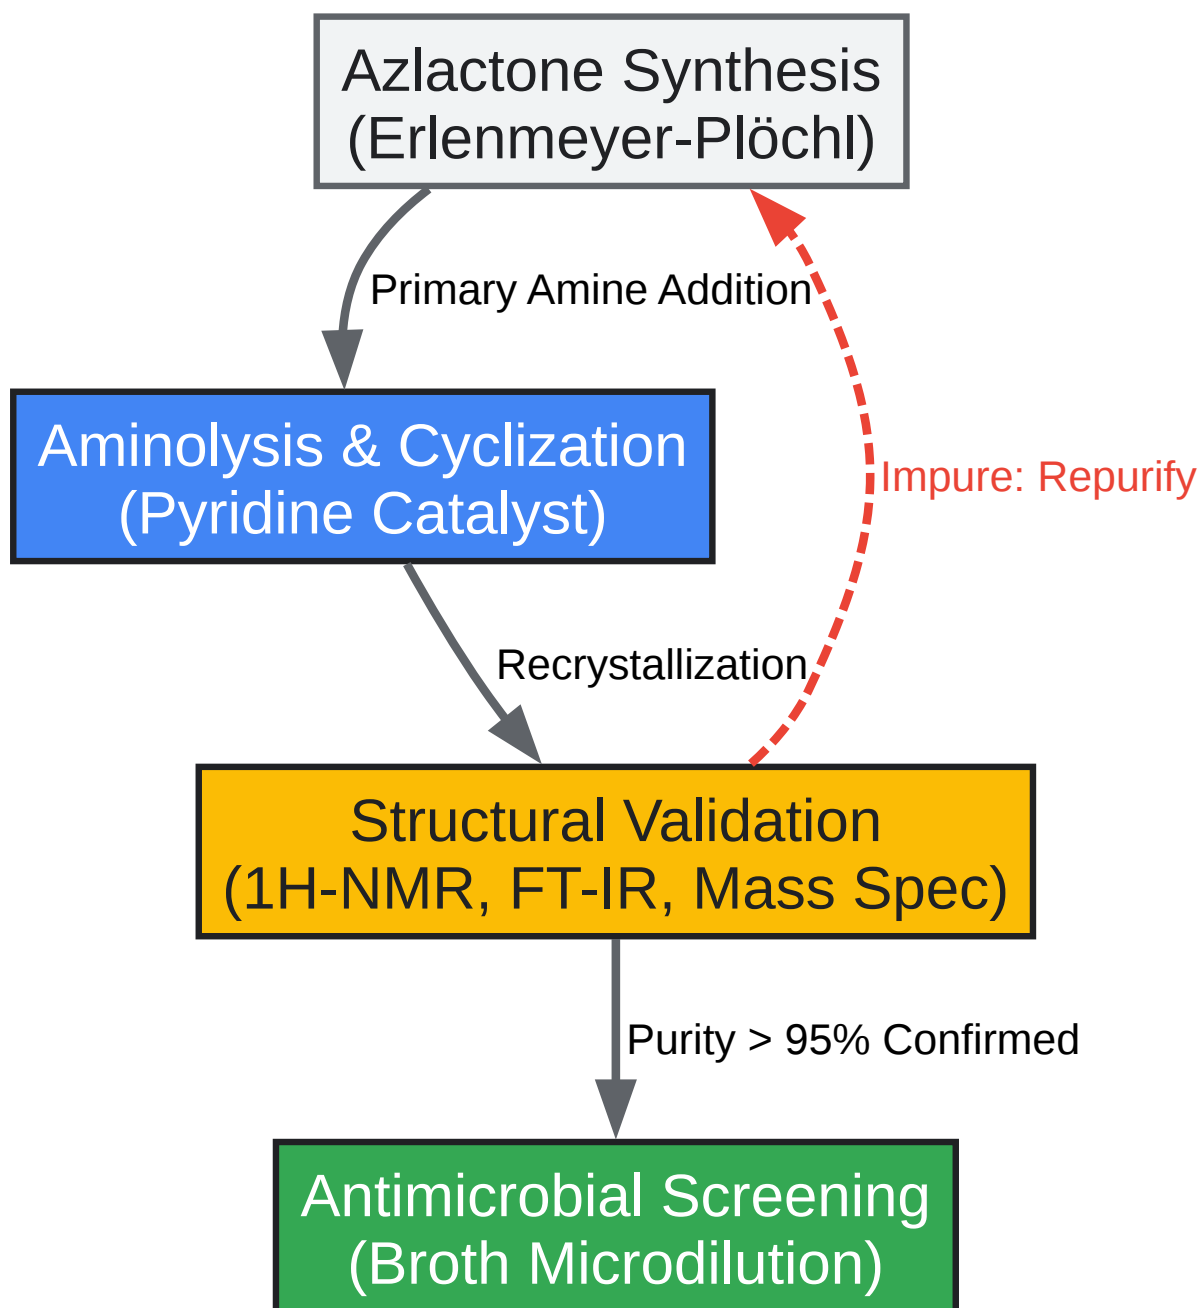 Azlactone Synthesis
(Erlenmeyer-Plöchl)
Primary Amine Addition
Aminolysis & Cyclization
(Pyridine Catalyst)
Impure: Repurify
Recrystallization
Structural Validation
(1H-NMR, FT-IR, Mass Spec)
Purity > 95% Confirmed
Antimicrobial Screening
(Broth Microdilution)